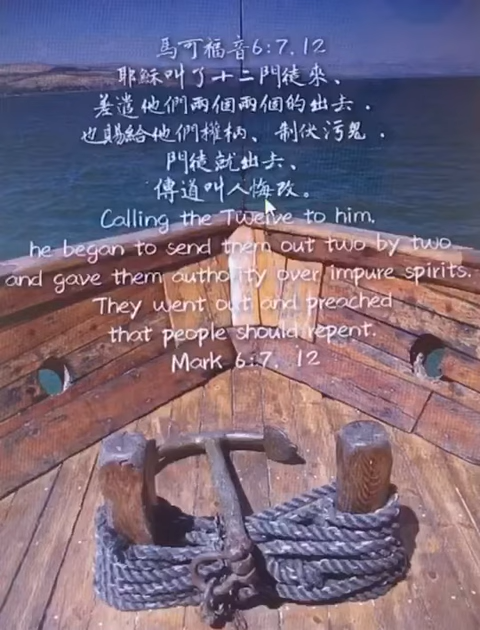 馬可福音6:7.12
耶穌叫了十二門徒來、
差遣他們兩個兩個的出去.
也賜給他們權柄、制伏污鬼.
門徒就出去、
傳道叫人悔改。
Calling the Twelve to him,
he began to send them out two by two
and gave them authority over impure spirits.
They went out and preached
that people should repent.
Mark 6:7. 12